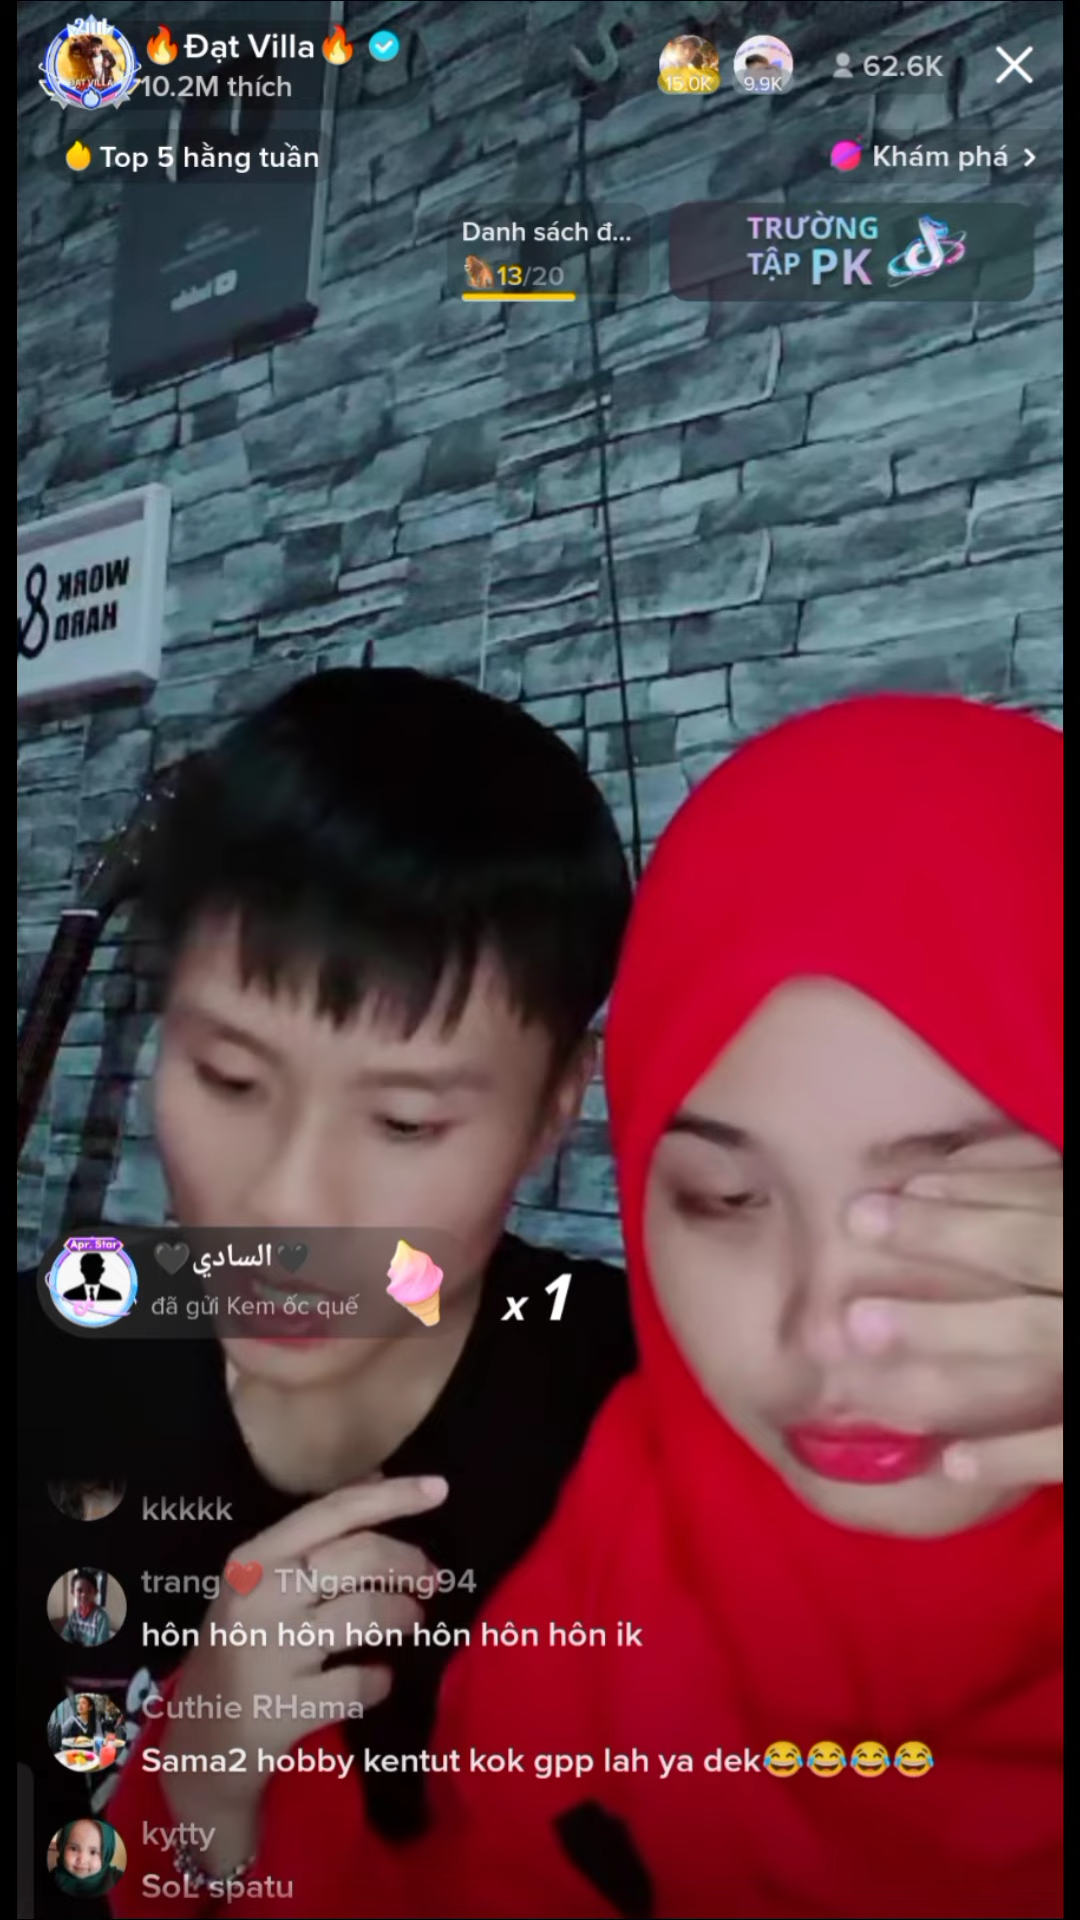 🔥Đạt Villa🔥
10.2M thích
15.0K
9.9K
62.6K
Top 5 hằng tuần
Khám phá
Danh sách đ...
13/20
TRƯỜNG
TẬP PK
WORK
HARD
&
Apr. Star
🖤السادي🖤
đã gửi Kem ốc quế
x 1
kkkkk
trang❤️ TNgaming94
hôn hôn hôn hôn hôn hôn hôn ik
Cuthie RHama
Sama2 hobby kentut kok gpp lah ya dek😂😂😂😂
kytty
SoL spatu